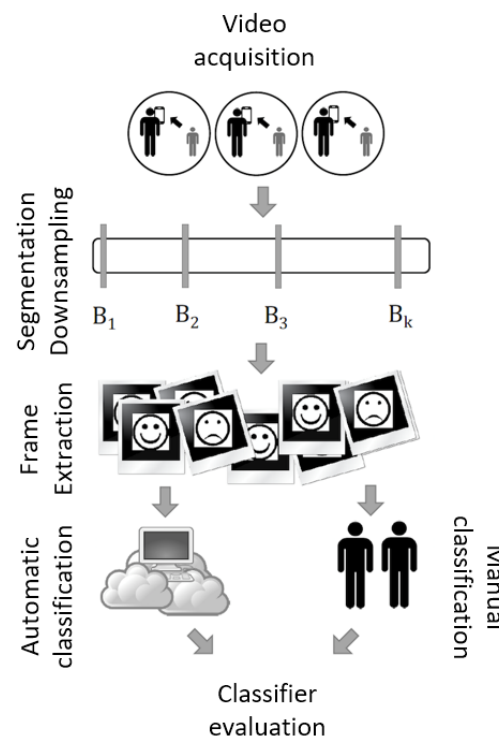 Video
acquisition
Segmentation
Downsampling
B₁ B₂ B₃ Bₖ
Frame
Extraction
Automatic
classification
Manual
classification
Classifier
evaluation